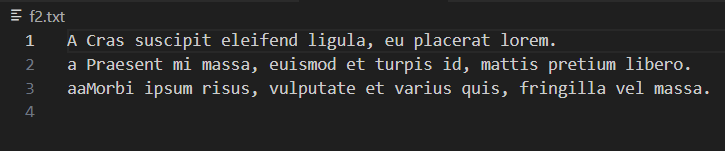 f2.txt
1 A Cras suscipit eleifend ligula, eu placerat lorem.
2 a Praesent mi massa, euismod et turpis id, mattis pretium libero.
3 aaMorbi ipsum risus, vulputate et varius quis, fringilla vel massa.
4